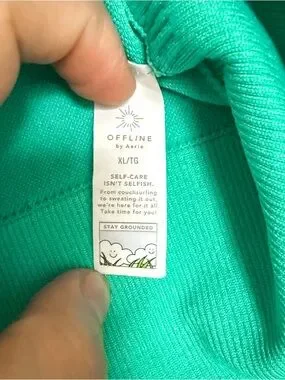 OFFLINE
by Aerie
XL/TG
SELF-CARE
ISN'T SELFISH.
From couchsurfing
to sweating it out,
we're here for it all.
Take time for you!
STAY GROUNDED